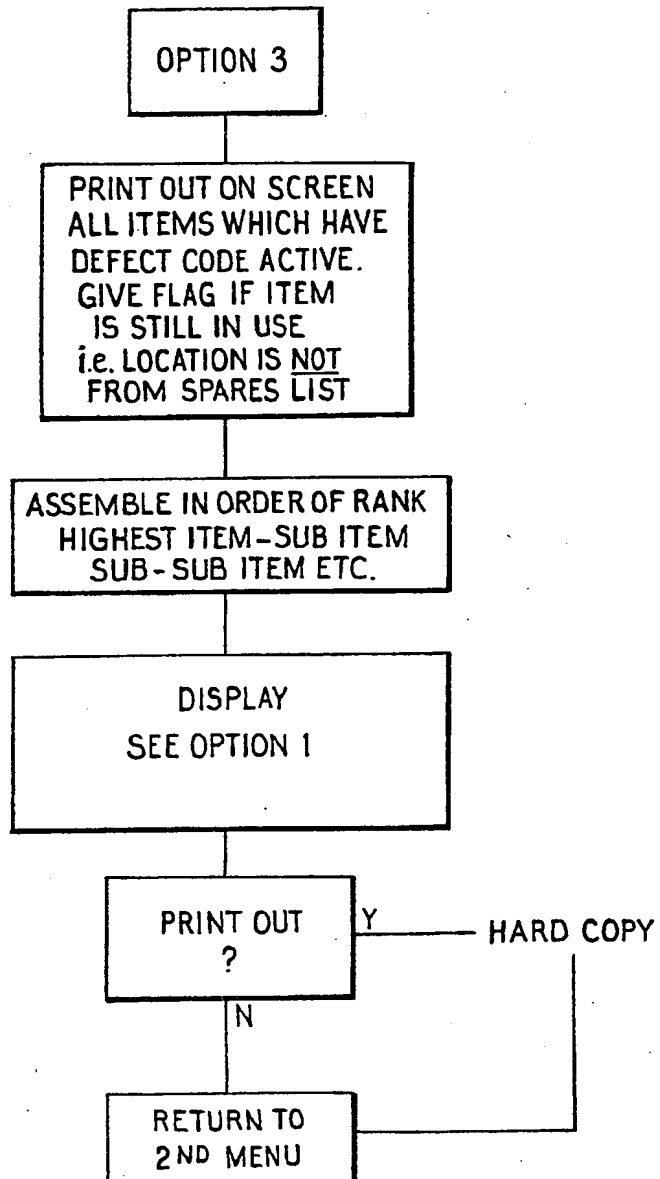 OPTION 3
PRINT OUT ON SCREEN
ALL ITEMS WHICH HAVE
DEFECT CODE ACTIVE.
GIVE FLAG IF ITEM
IS STILL IN USE
i.e. LOCATION IS NOT
FROM SPARES LIST
ASSEMBLE IN ORDER OF RANK
HIGHEST ITEM-SUB ITEM
SUB-SUB ITEM ETC.
DISPLAY
SEE OPTION 1
PRINT OUT
?
Y
HARD COPY
N
RETURN TO
2ND MENU